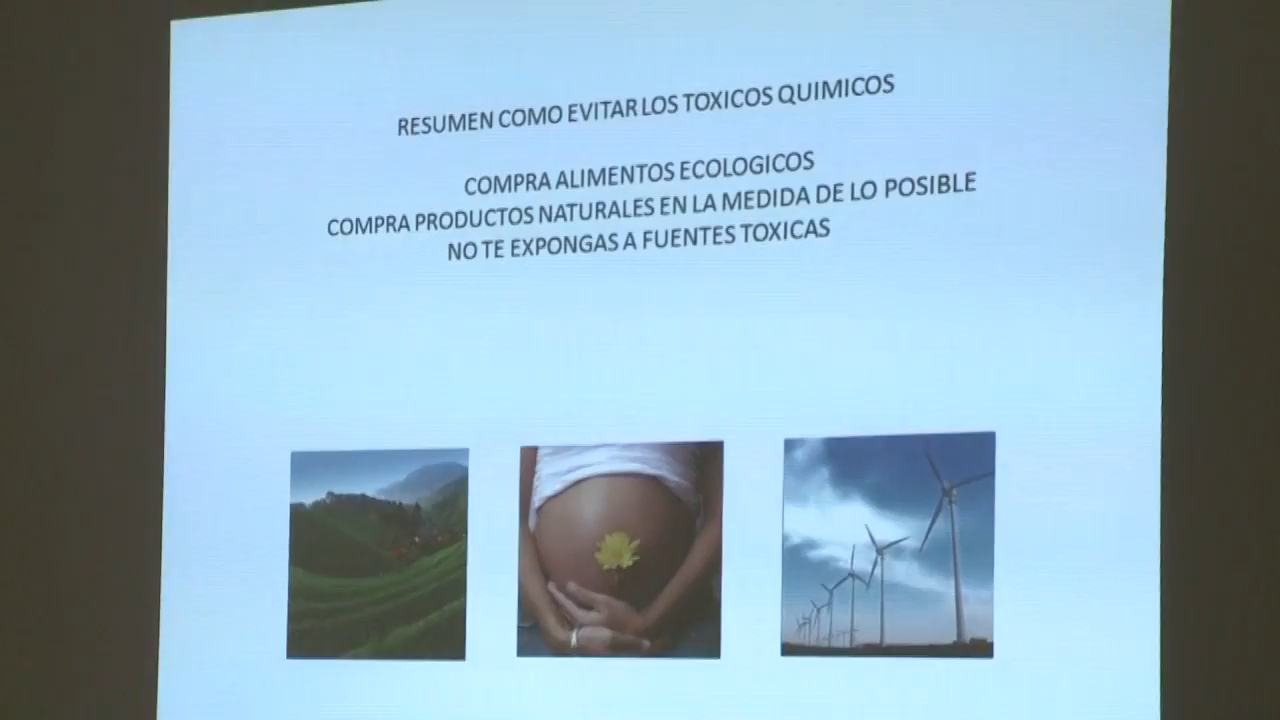 RESUMEN COMO EVITAR LOS TOXICOS QUIMICOS
COMPRA ALIMENTOS ECOLOGICOS
COMPRA PRODUCTOS NATURALES EN LA MEDIDA DE LO POSIBLE
NO TE EXPONGAS A FUENTES TOXICAS